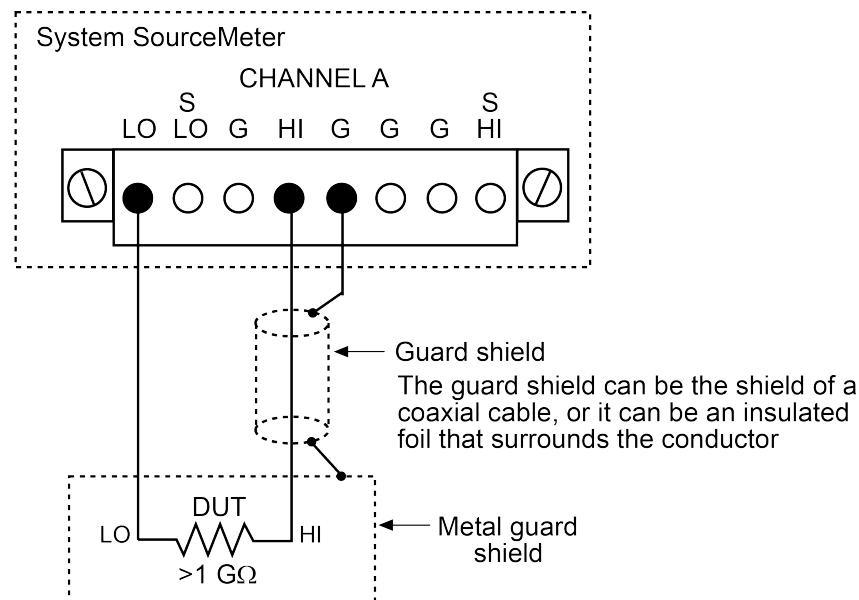 System SourceMeter
CHANNEL A
S S
LO LO G HI G G G HI
Guard shield
The guard shield can be the shield of a
coaxial cable, or it can be an insulated
foil that surrounds the conductor
DUT
LO HI
>1 GΩ
Metal guard
shield